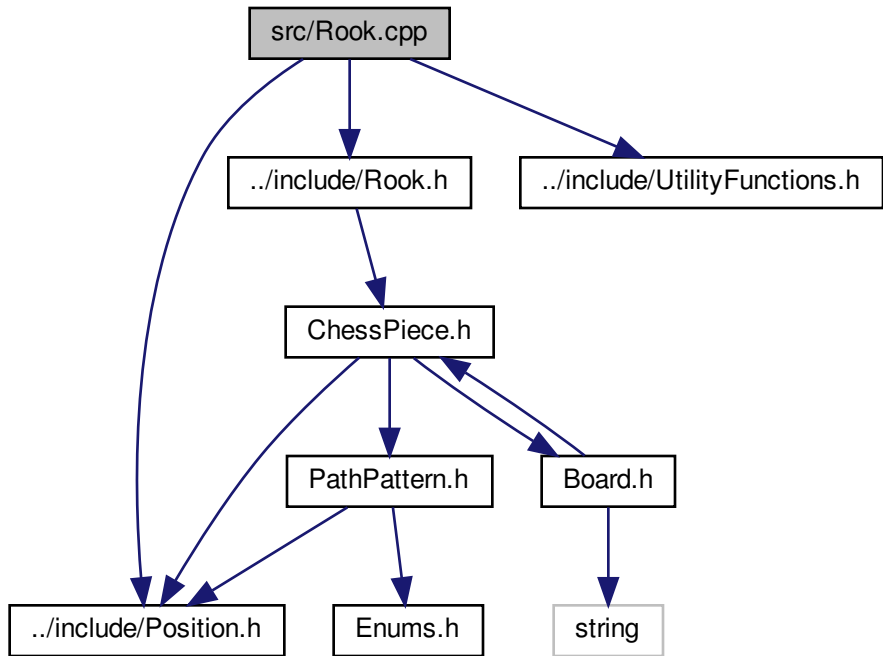 src/Rook.cpp
../include/Rook.h
../include/UtilityFunctions.h
ChessPiece.h
PathPattern.h
Board.h
../include/Position.h
Enums.h
string